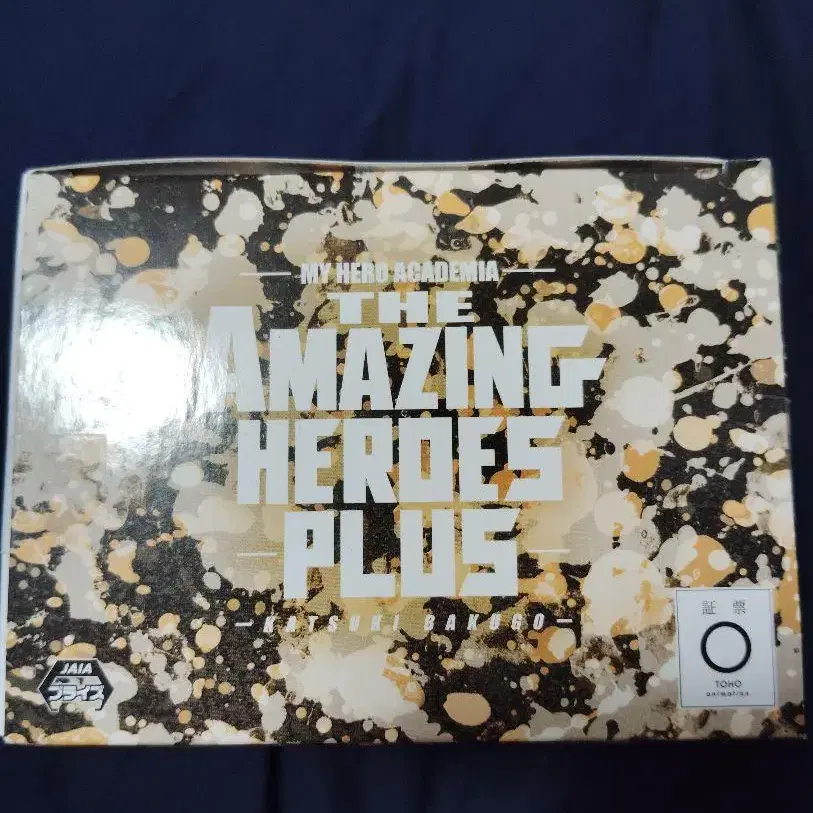 MY HERO ACADEMIA
THE
AMAZING
HEROES
PLUS
KATSUKI BAKUGO
JAIA
プライズ
証票
TOHO
animation